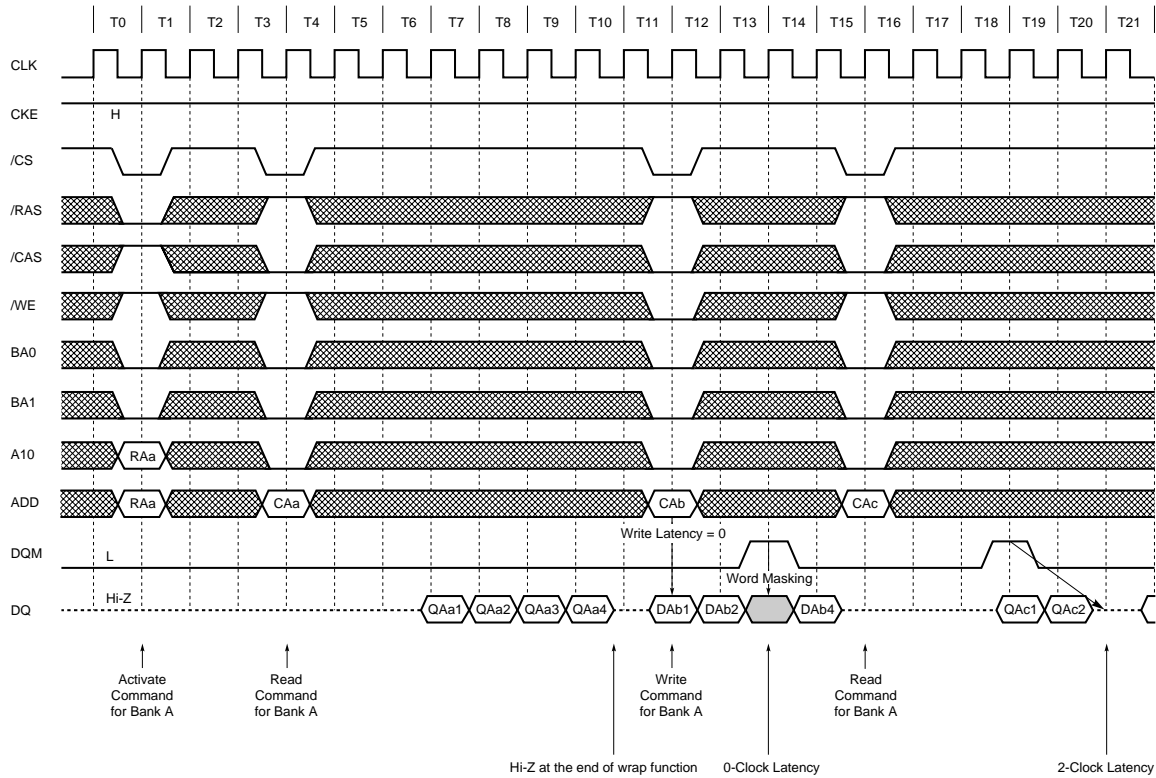 T0 T1 T2 T3 T4 T5 T6 T7 T8 T9 T10 T11 T12 T13 T14 T15 T16 T17 T18 T19 T20 T21
CLK
CKE H
/CS
/RAS
/CAS
/WE
BA0
BA1
A10 RAa
ADD RAa CAa CAb CAc
Write Latency = 0
DQM L
Word Masking
DQ Hi-Z QAa1 QAa2 QAa3 QAa4 DAb1 DAb2 DAb4 QAc1 QAc2
Activate
Command
for Bank A
Read
Command
for Bank A
Write
Command
for Bank A
Read
Command
for Bank A
Hi-Z at the end of wrap function
0-Clock Latency
2-Clock Latency